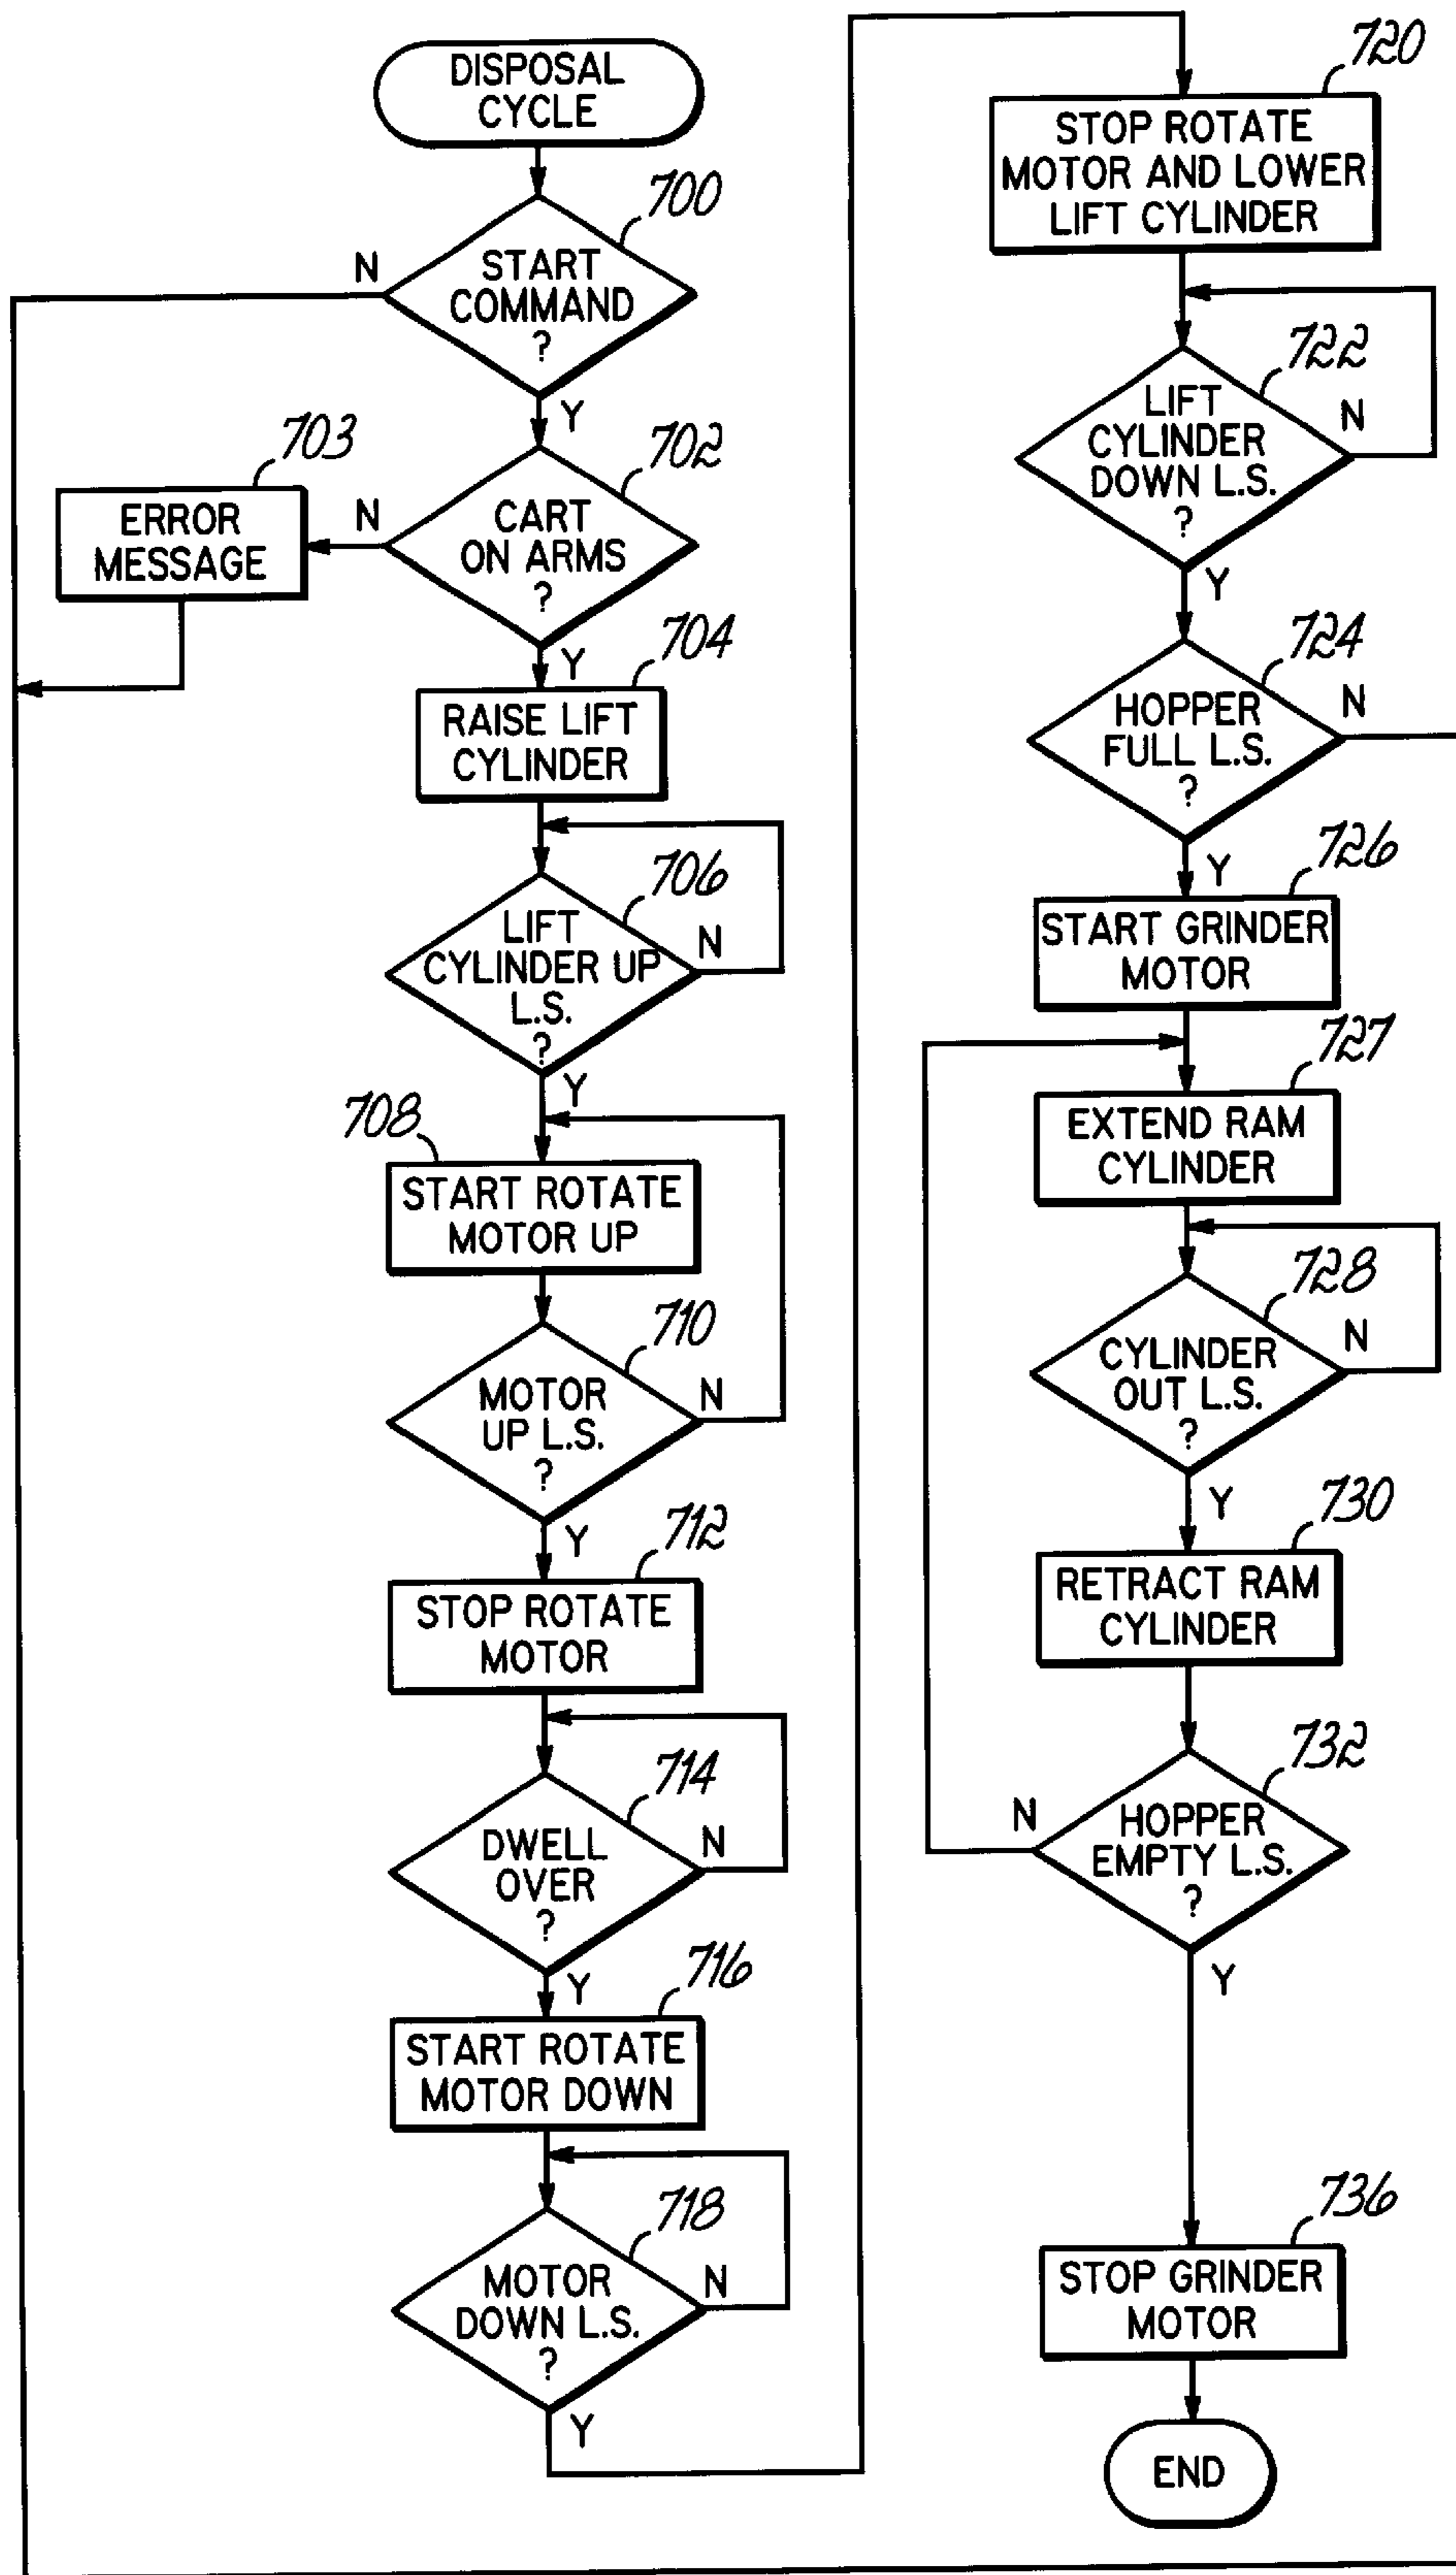 DISPOSAL
CYCLE
700
N
START
COMMAND
?
Y
703
ERROR
MESSAGE
702
N
CART
ON ARMS
?
Y
704
RAISE LIFT
CYLINDER
706
LIFT
CYLINDER UP
L.S.
?
N
Y
708
START ROTATE
MOTOR UP
710
MOTOR
UP L.S.
?
N
Y
712
STOP ROTATE
MOTOR
714
DWELL
OVER
?
N
Y
716
START ROTATE
MOTOR DOWN
718
MOTOR
DOWN L.S.
?
N
Y
720
STOP ROTATE
MOTOR AND LOWER
LIFT CYLINDER
722
LIFT
CYLINDER
DOWN L.S.
?
N
Y
724
HOPPER
FULL L.S.
?
N
Y
726
START GRINDER
MOTOR
727
EXTEND RAM
CYLINDER
728
CYLINDER
OUT L.S.
?
N
Y
730
RETRACT RAM
CYLINDER
732
N
HOPPER
EMPTY L.S.
?
Y
736
STOP GRINDER
MOTOR
END